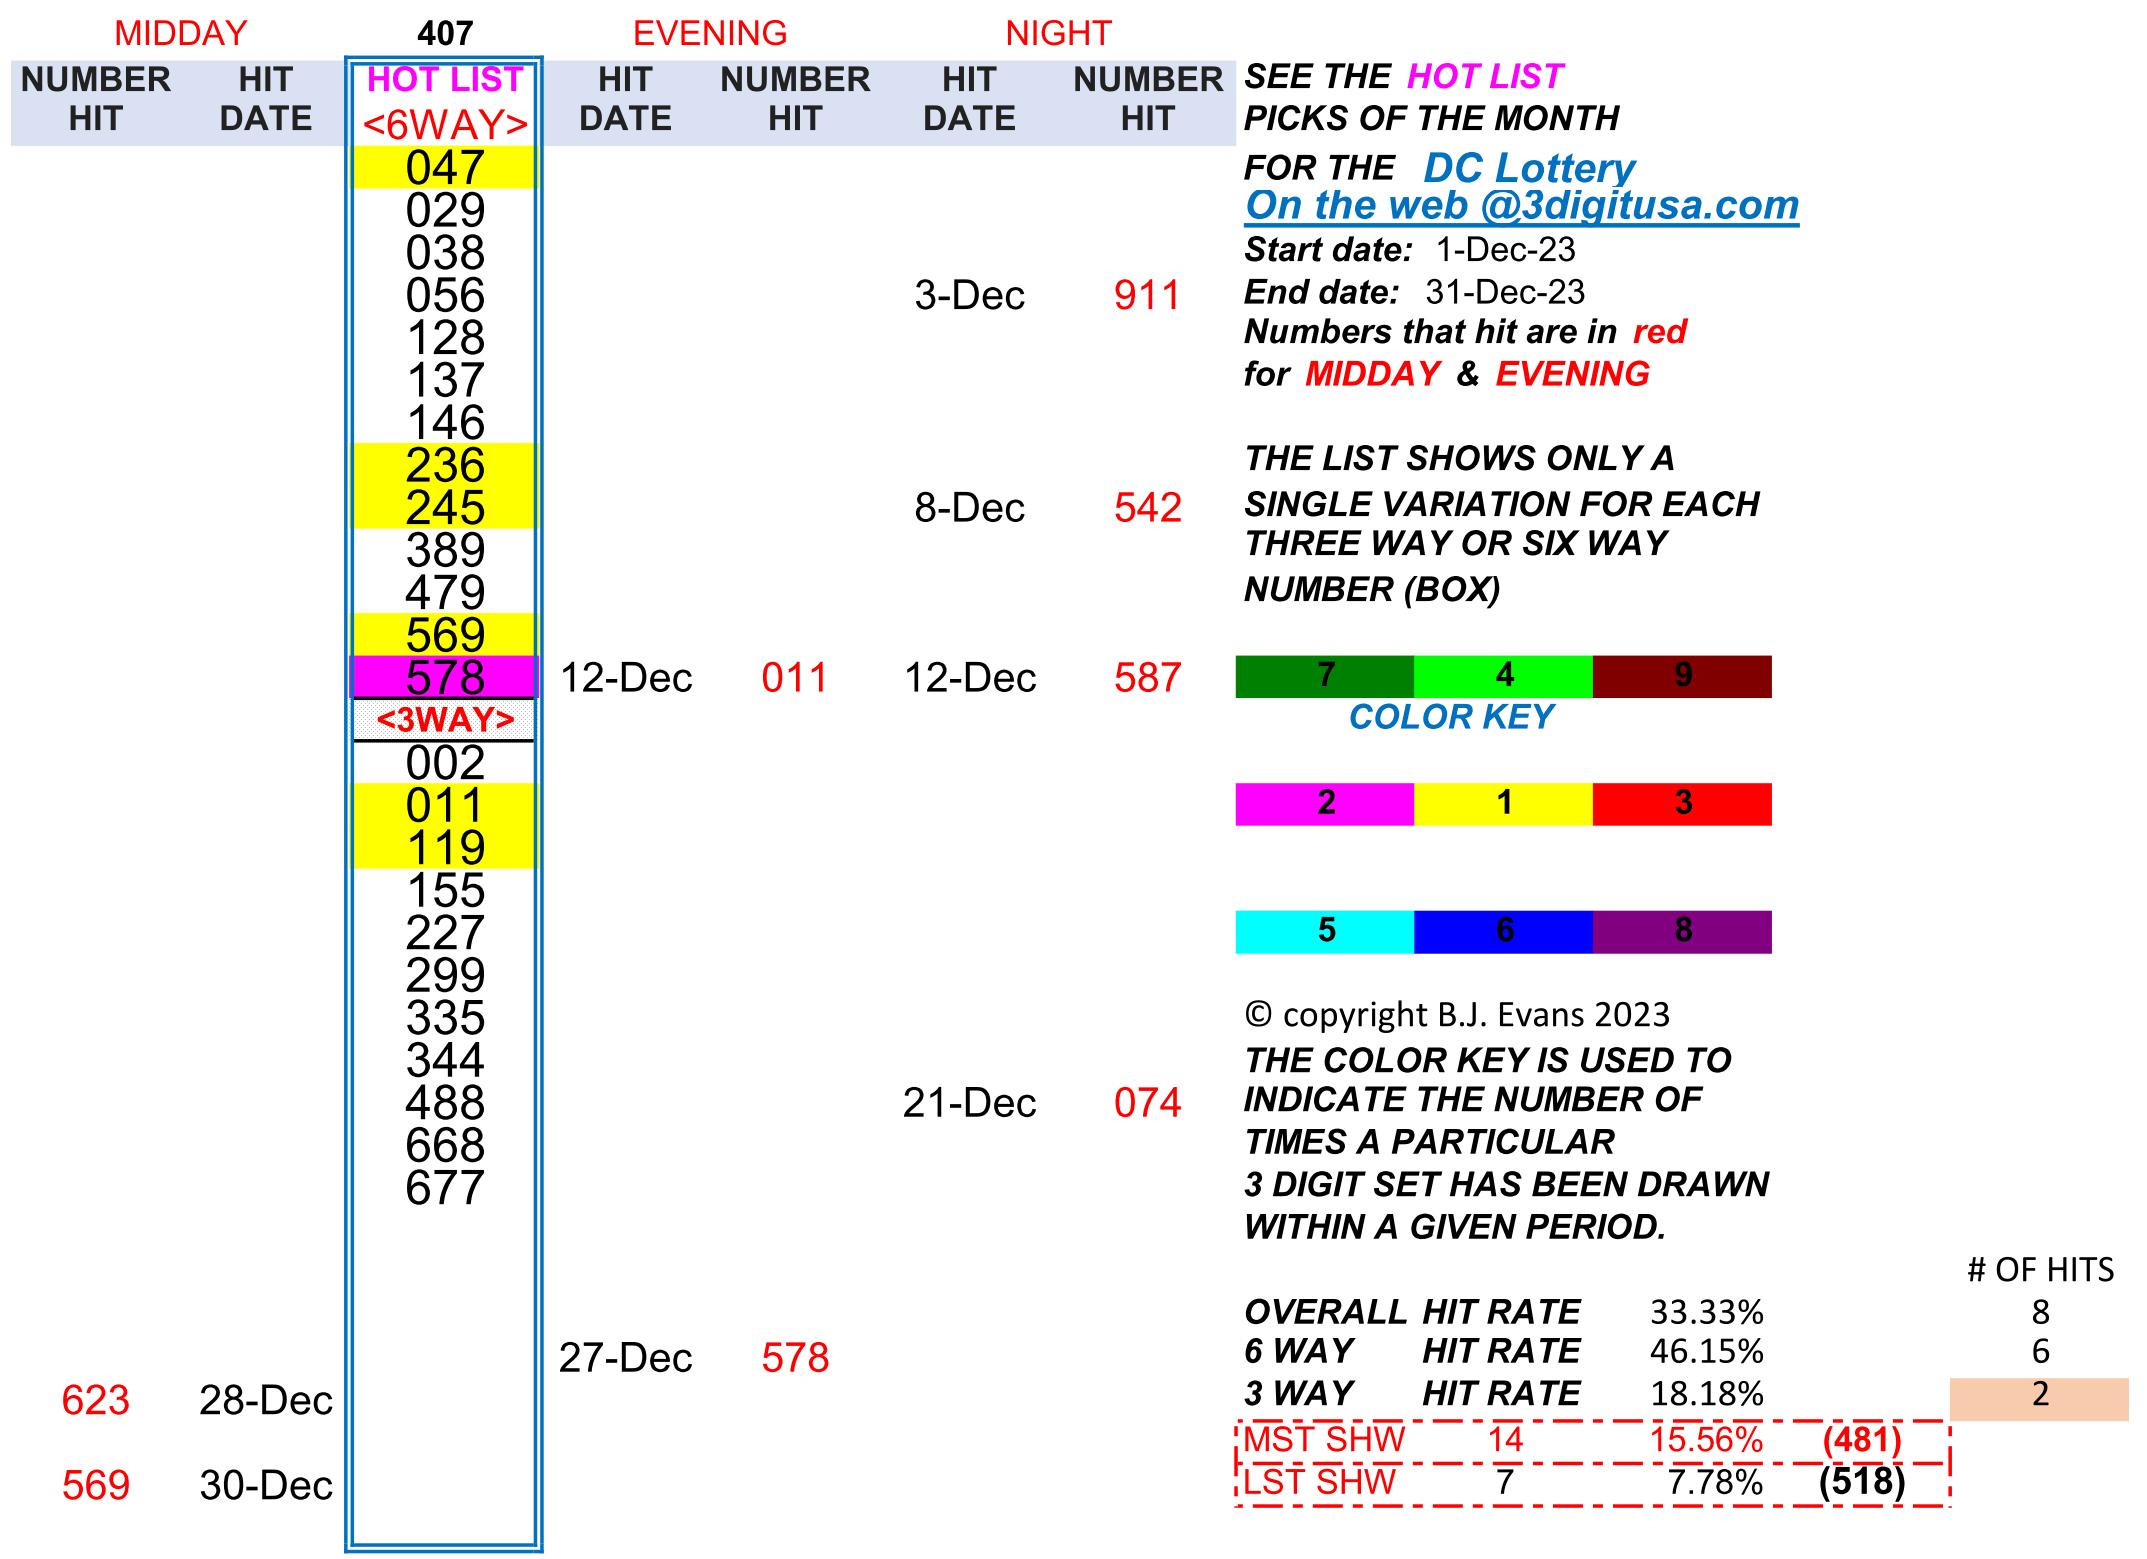 MIDDAY 407 EVENING NIGHT
NUMBER HIT HOT LIST HIT NUMBER HIT NUMBER SEE THE HOT LIST
HIT DATE <6WAY> DATE HIT DATE HIT PICKS OF THE MONTH
047 FOR THE DC Lottery
029 On the web @3digitusa.com
038 Start date: 1-Dec-23
056 3-Dec 911 End date: 31-Dec-23
128 Numbers that hit are in red
137 for MIDDAY & EVENING
146
236 THE LIST SHOWS ONLY A
245 8-Dec 542 SINGLE VARIATION FOR EACH
389 THREE WAY OR SIX WAY
479 NUMBER (BOX)
569
578 12-Dec 011 12-Dec 587 7 4 9
<3WAY> COLOR KEY
002
011 2 1 3
119
155
227 5 6 8
299
335 © copyright B.J. Evans 2023
344 THE COLOR KEY IS USED TO
488 21-Dec 074 INDICATE THE NUMBER OF
668 TIMES A PARTICULAR
677 3 DIGIT SET HAS BEEN DRAWN
WITHIN A GIVEN PERIOD.
# OF HITS
OVERALL HIT RATE 33.33% 8
27-Dec 578 6 WAY HIT RATE 46.15% 6
623 28-Dec 3 WAY HIT RATE 18.18% 2
MST SHW 14 15.56% (481)
569 30-Dec LST SHW 7 7.78% (518)